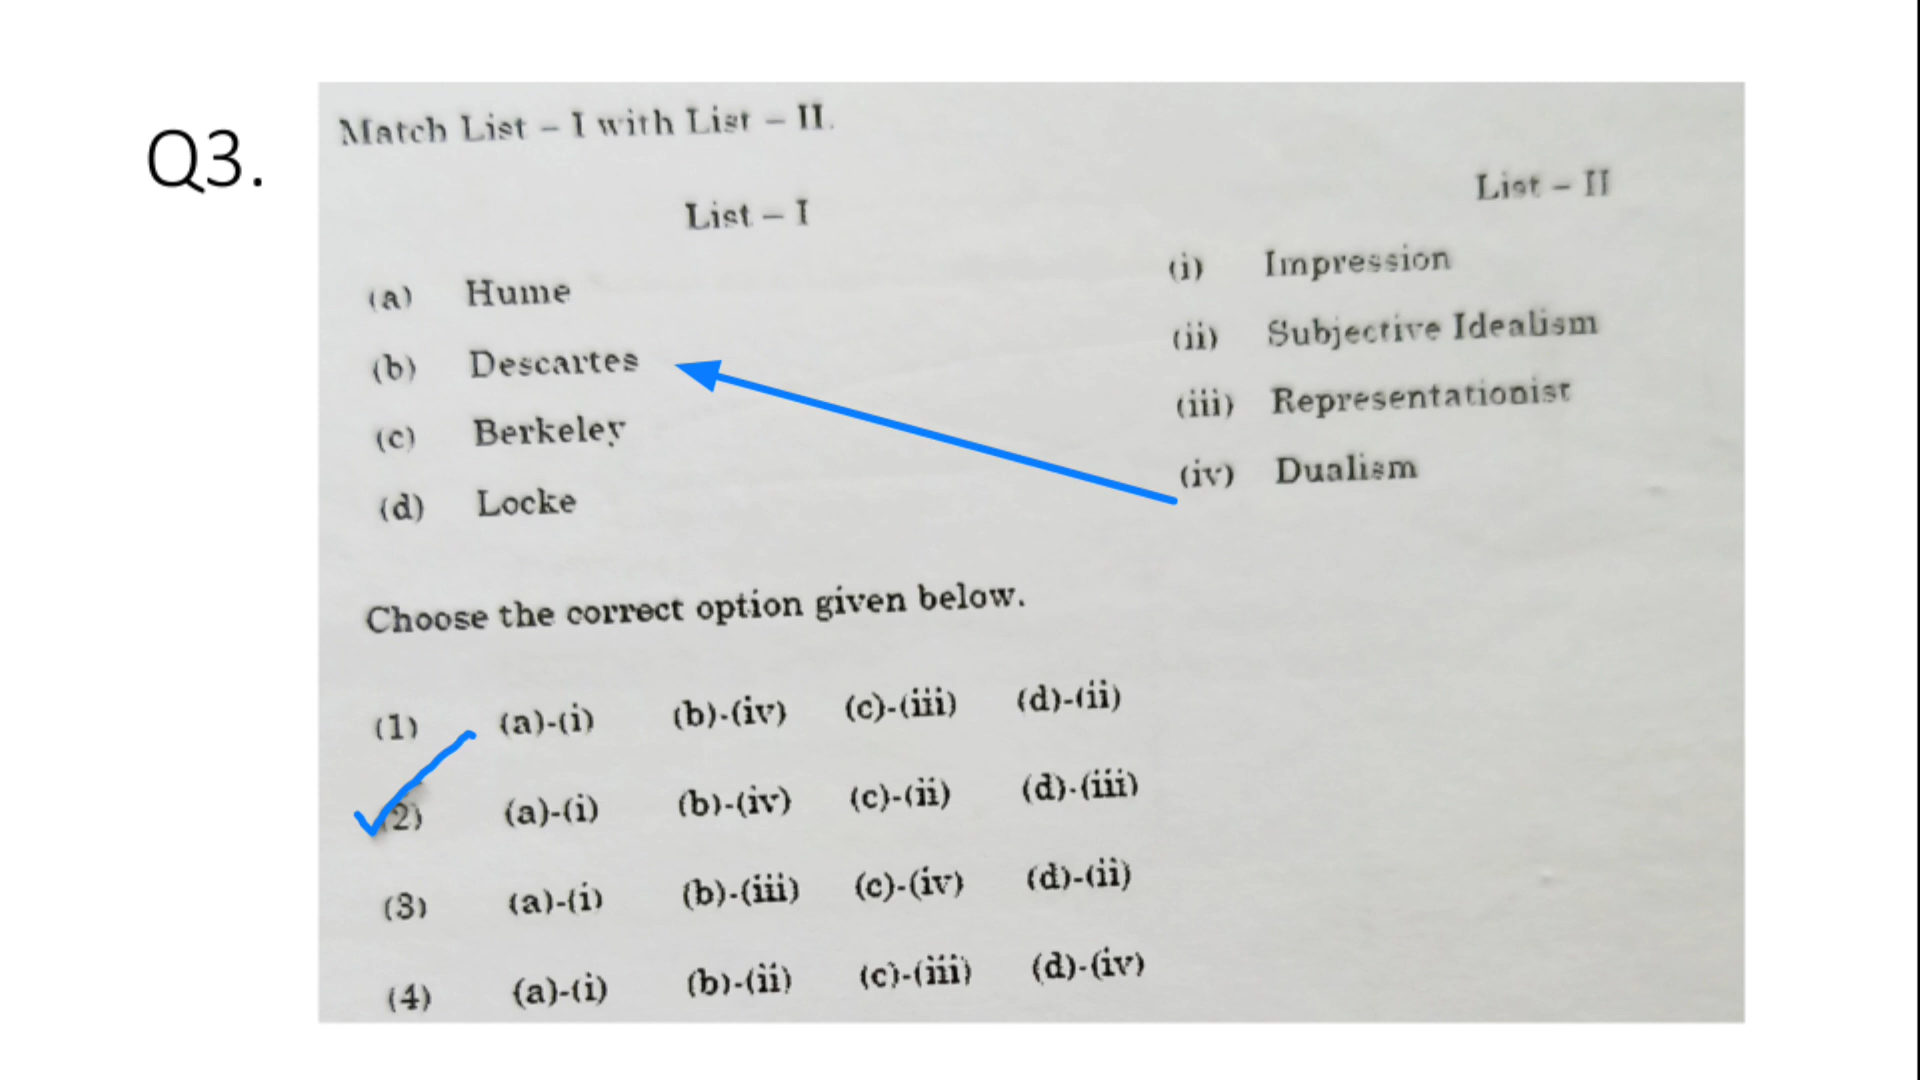 Q3.
Match List – I with List – II.
List – I
List – II
(a) Hume
(i) Impression
(b) Descartes
(ii) Subjective Idealism
(c) Berkeley
(iii) Representationist
(d) Locke
(iv) Dualism
Choose the correct option given below.
(1) (a)-(i) (b)-(iv) (c)-(iii) (d)-(ii)
(2) (a)-(i) (b)-(iv) (c)-(ii) (d)-(iii)
(3) (a)-(i) (b)-(iii) (c)-(iv) (d)-(ii)
(4) (a)-(i) (b)-(ii) (c)-(iii) (d)-(iv)